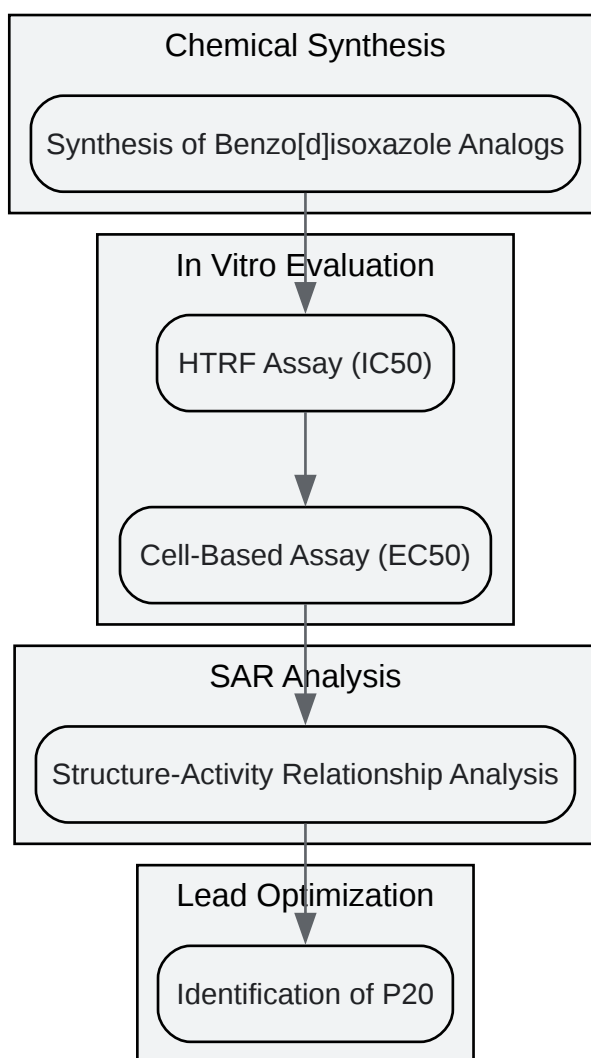 Chemical Synthesis
Synthesis of Benzo[d]isoxazole Analogs
In Vitro Evaluation
HTRF Assay (IC50)
Cell-Based Assay (EC50)
SAR Analysis
Structure-Activity Relationship Analysis
Lead Optimization
Identification of P20